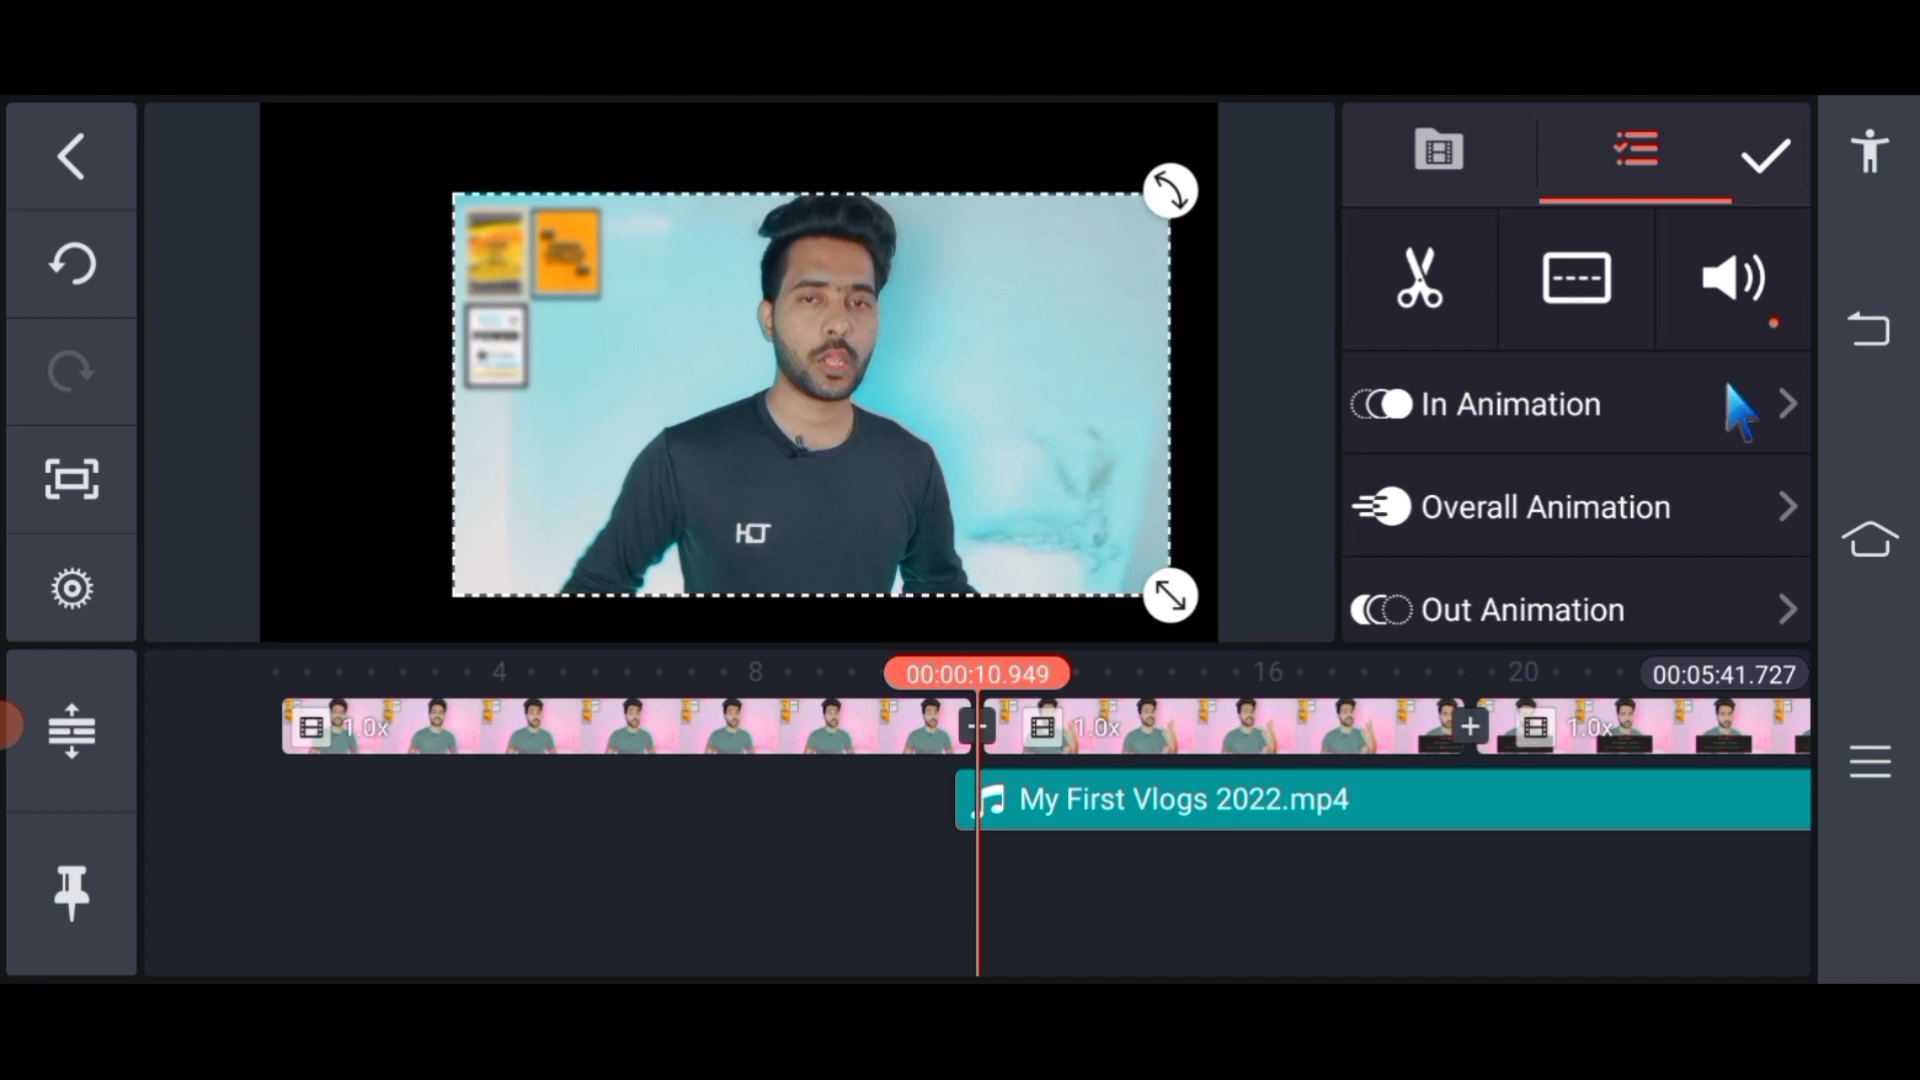 HCT
In Animation
Overall Animation
Out Animation
4
8
00:00:10.949
16
20
00:05:41.727
1.0x
1.0x
1.0x
My First Vlogs 2022.mp4